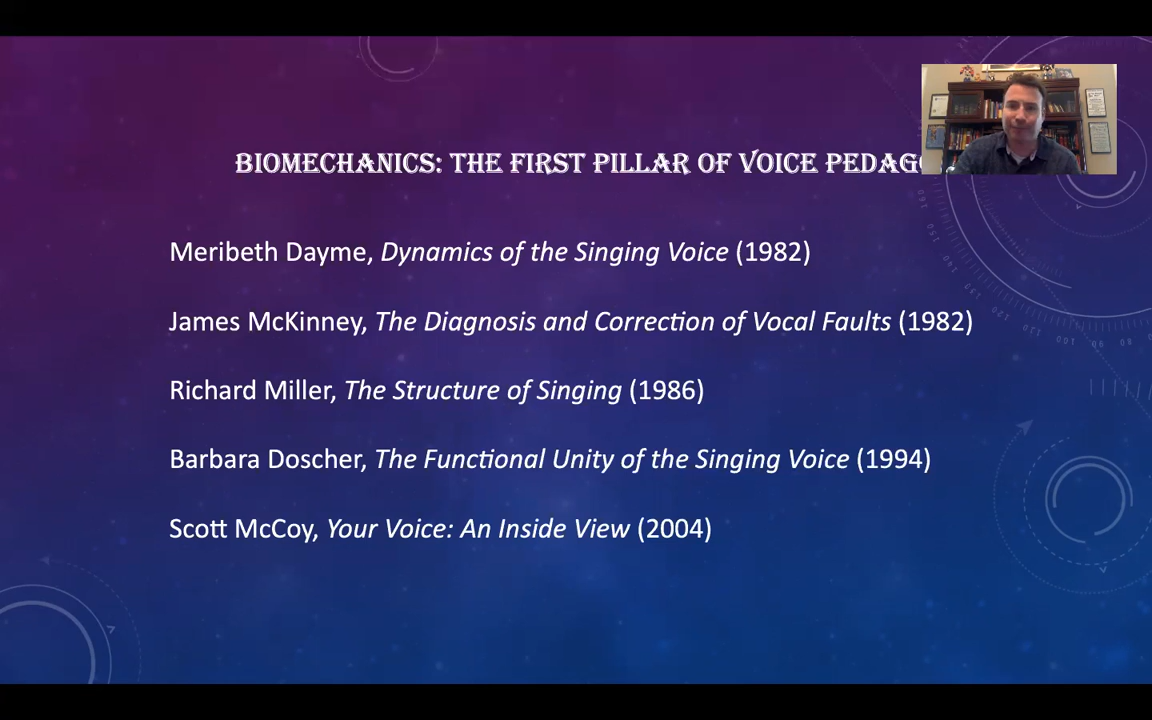 BIOMECHANICS: THE FIRST PILLAR OF VOICE
Meribeth Dayme, Dynamics of the Singing Voice (1982)
James McKinney, The Diagnosis and Correction of Vocal Faults (1982)
Richard Miller, The Structure of Singing (1986)
Barbara Doscher, The Functional Unity of the Singing Voice (1994)
Scott McCoy, Your Voice: An Inside View (2004)